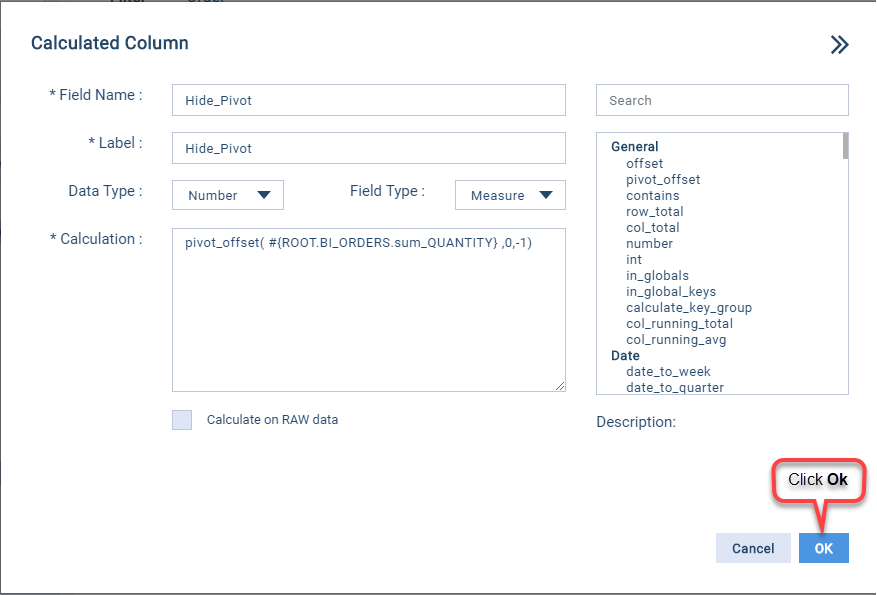 Calculated Column
* Field Name :
Hide_Pivot
Search
* Label :
Hide_Pivot
Data Type :
Number
Field Type :
Measure
* Calculation :
pivot_offset( #{ROOT.BI_ORDERS.sum_QUANTITY} ,0,-1)
General
offset
pivot_offset
contains
row_total
col_total
number
int
in_globals
in_global_keys
calculate_key_group
col_running_total
col_running_avg
Date
date_to_week
date_to_quarter
Calculate on RAW data
Description:
Click Ok
Cancel
OK